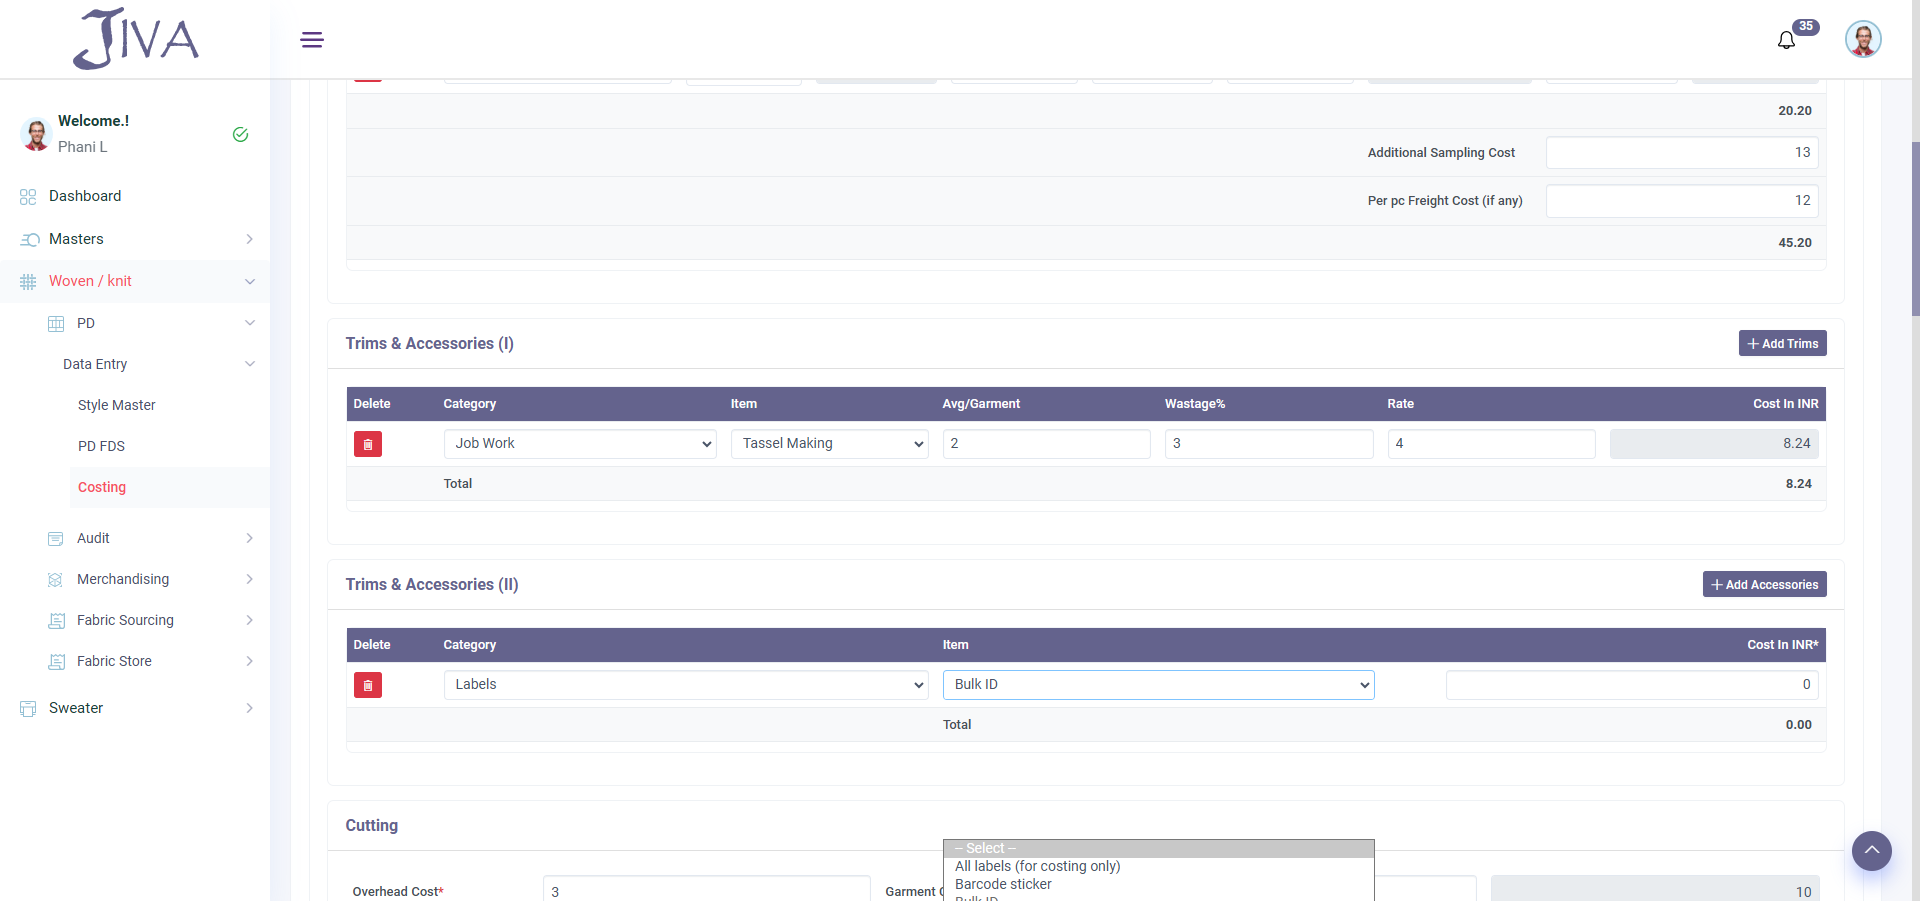 JIVA
35
Welcome.!
Phani L
Dashboard
Masters
Woven / knit
PD
Data Entry
Style Master
PD FDS
Costing
Audit
Merchandising
Fabric Sourcing
Fabric Store
Sweater
20.20
Additional Sampling Cost 13
Per pc Freight Cost (if any) 12
45.20
Trims & Accessories (I) Add Trims
Delete Category Item Avg/Garment Wastage% Rate Cost In INR
Job Work Tassel Making 2 3 4 8.24
Total 8.24
Trims & Accessories (II) Add Accessories
Delete Category Item Cost In INR*
Labels Bulk ID 0
Total 0.00
Cutting
-- Select --
All labels (for costing only)
Barcode sticker
Bulk ID
Overhead Cost* 3 Garment 10